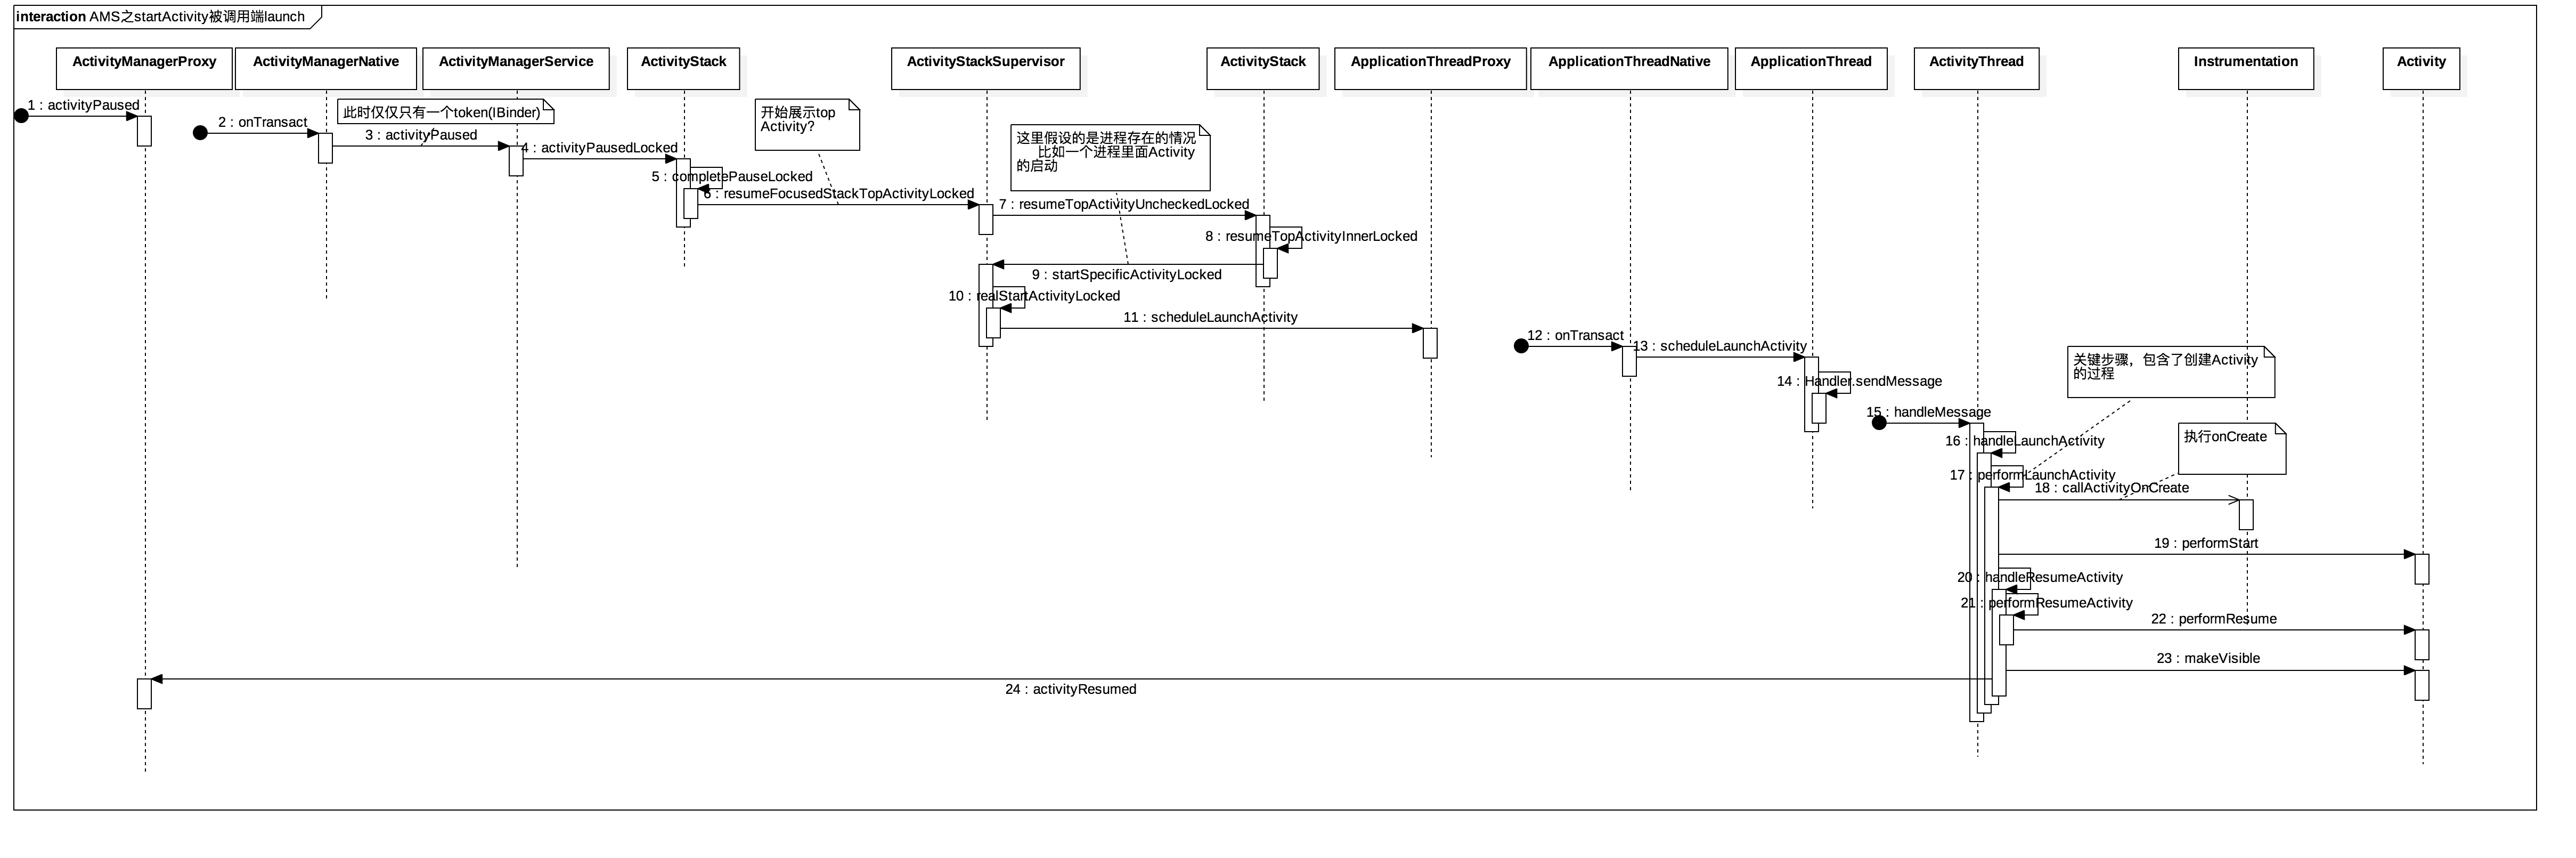 interaction AMS之startActivity被调用端launch
ActivityManagerProxy
ActivityManagerNative
ActivityManagerService
ActivityStack
ActivityStackSupervisor
ActivityStack
ApplicationThreadProxy
ApplicationThreadNative
ApplicationThread
ActivityThread
Instrumentation
Activity
1 : activityPaused
此时仅仅只有一个token(IBinder)
开始展示top
Activity?
2 : onTransact
3 : activityPaused
这里假设的是进程存在的情况
比如一个进程里面Activity
的启动
4 : activityPausedLocked
5 : completePauseLocked
6 : resumeFocusedStackTopActivityLocked
7 : resumeTopActivityUncheckedLocked
8 : resumeTopActivityInnerLocked
9 : startSpecificActivityLocked
10 : realStartActivityLocked
11 : scheduleLaunchActivity
12 : onTransact
13 : scheduleLaunchActivity
关键步骤，包含了创建Activity
的过程
14 : Handler.sendMessage
15 : handleMessage
执行onCreate
16 : handleLaunchActivity
17 : performLaunchActivity
18 : callActivityOnCreate
19 : performStart
20 : handleResumeActivity
21 : performResumeActivity
22 : performResume
23 : makeVisible
24 : activityResumed